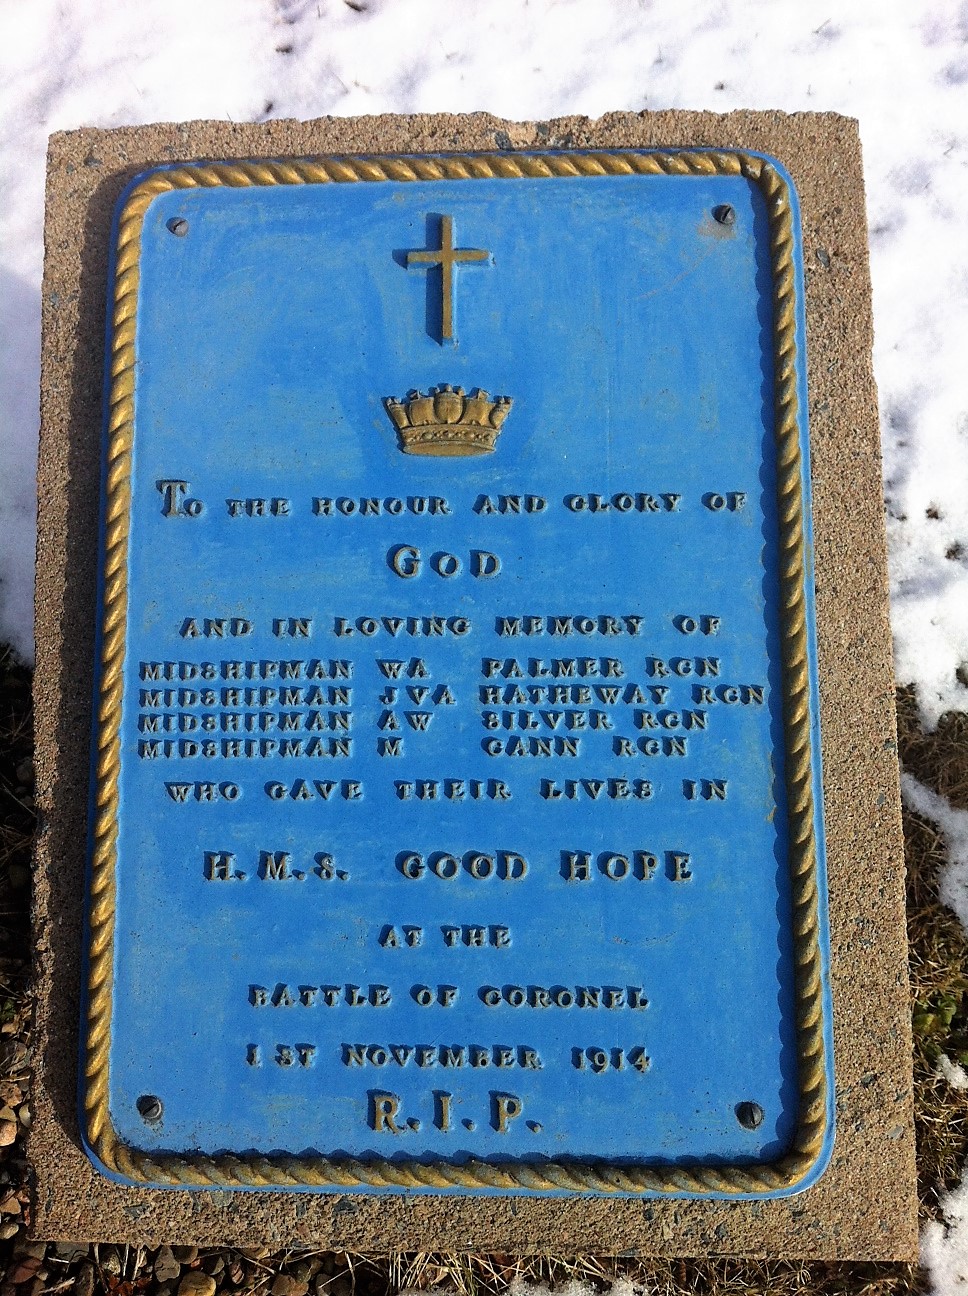 To THE HONOUR AND GLORY OF
GOD
AND IN LOVING MEMORY OF
MIDSHIPMAN WA PALMER RCN
MIDSHIPMAN JVA HATHEWAY RCN
MIDSHIPMAN AW SILVER RCN
MIDSHIPMAN M CANN RCN
WHO GAVE THEIR LIVES IN
H.M.S. GOOD HOPE
AT THE
BATTLE OF CORONEL
1 ST NOVEMBER 1914
R.I.P.